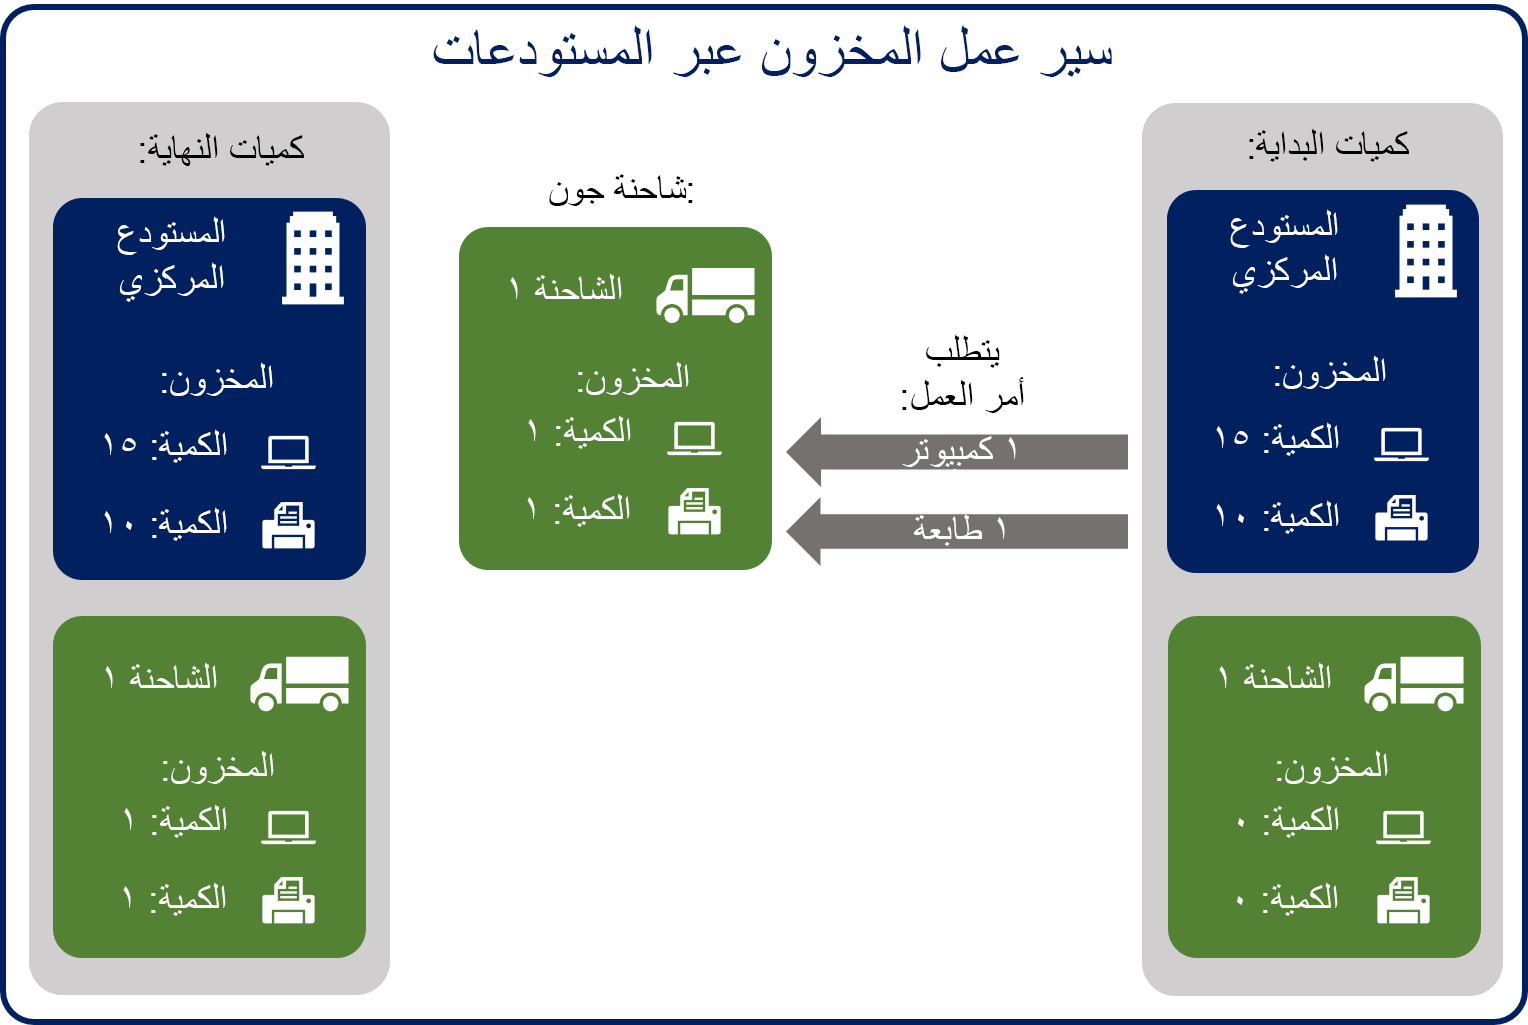 سير عمل المخزون عبر المستودعات
كميات البداية:
المستودع
المركزي
المخزون:
الكمية: ١٥
الكمية: ١٠
الشاحنة ١
المخزون:
الكمية: ٠
الكمية: ٠
يتطلب
أمر العمل:
١ كمبيوتر
١ طابعة
شاحنة جون:
الشاحنة ١
المخزون:
الكمية: ١
الكمية: ١
كميات النهاية:
المستودع
المركزي
المخزون:
الكمية: ١٥
الكمية: ١٠
الشاحنة ١
المخزون:
الكمية: ١
الكمية: ١